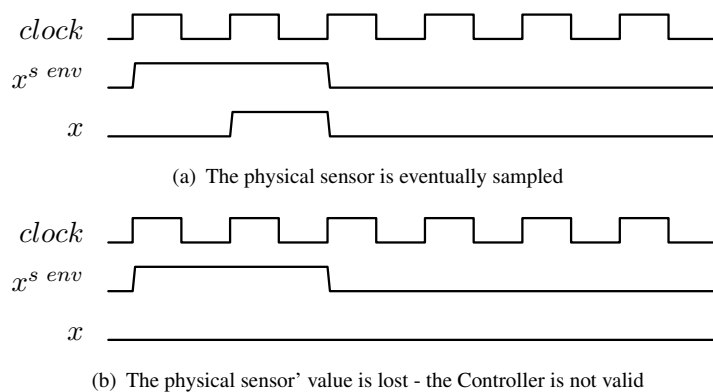 clock
x^{s env}
x
(a) The physical sensor is eventually sampled
clock
x^{s env}
x
(b) The physical sensor' value is lost - the Controller is not valid